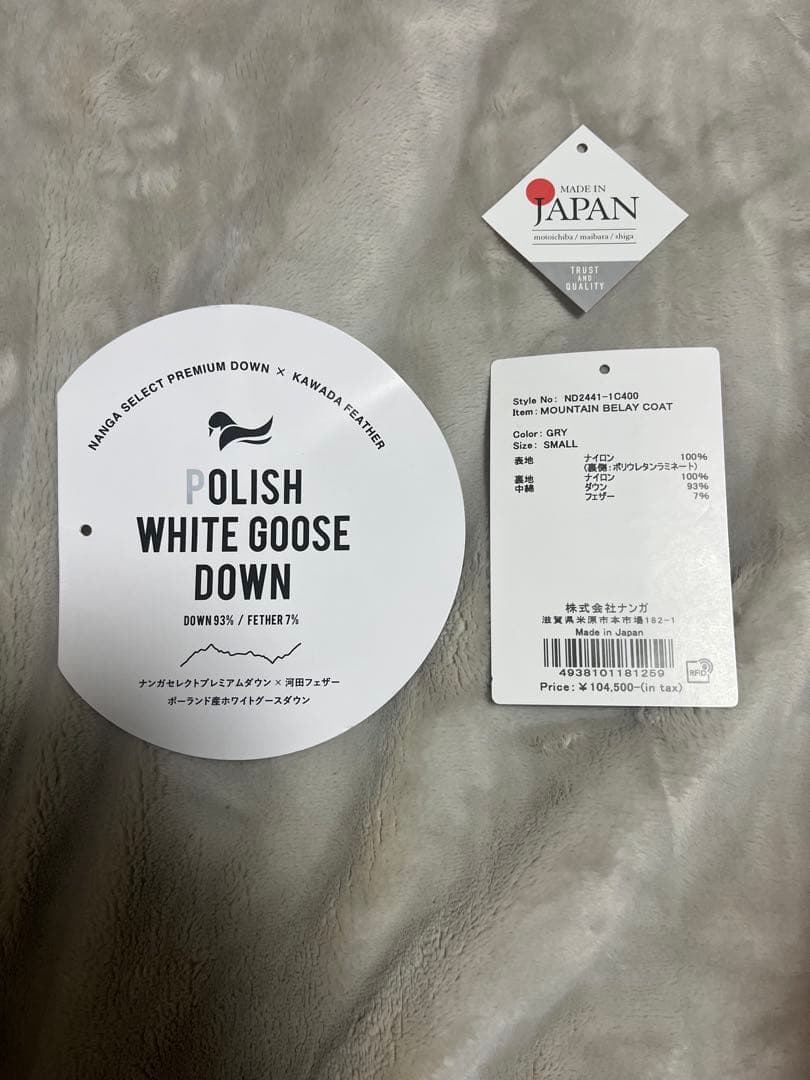 MADE IN
JAPAN
motoichiba / maibara / shiga
TRUST
AND
QUALITY
NANGA SELECT PREMIUM DOWN × KAWADA FEATHER
POLISH
WHITE GOOSE
DOWN
DOWN 93% / FETHER 7%
ナンガセレクトプレミアムダウン × 河田フェザー
ポーランド産ホワイトグースダウン
Style No: ND2441-1C400
Item: MOUNTAIN BELAY COAT
Color: GRY
Size: SMALL
表地 ナイロン 100%
(裏側:ポリウレタンラミネート)
裏地 ナイロン 100%
中綿 ダウン 93%
フェザー 7%
株式会社ナンガ
滋賀県米原市本市場182-1
Made in Japan
4938101181259
RFID
Price: ¥104,500-(in tax)